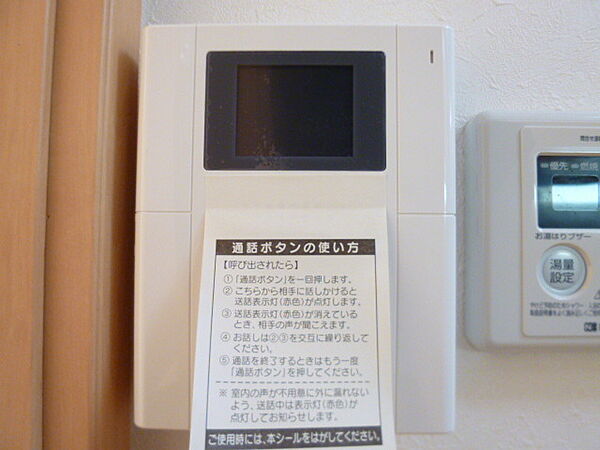 通話ボタンの使い方
【呼び出されたら】
①「通話ボタン」を一回押します。
②こちらから相手に話しかけると
送話表示灯(赤色)が点灯します。
③送話表示灯(赤色)が消えている
とき、相手の声が聞こえます。
④お話しは②③を交互に繰り返して
ください。
⑤通話を終了するときはもう一度
「通話ボタン」を押してください。
※室内の声が不用意に外に漏れない
よう、送話中は表示灯(赤色)が
点灯してお知らせします。
ご使用時には、本シールをはがしてください。
優先 燃焼
お湯はりブザー
湯量
設定